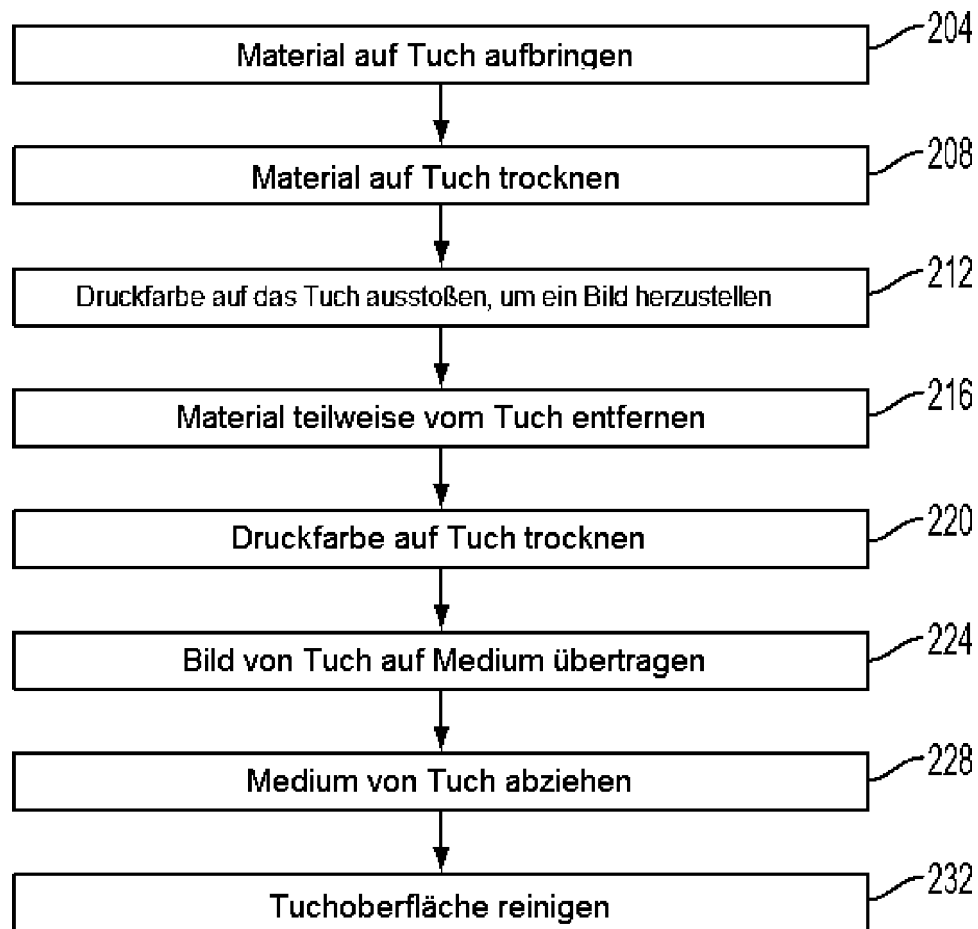 204
Material auf Tuch aufbringen
208
Material auf Tuch trocknen
212
Druckfarbe auf das Tuch ausstoßen, um ein Bild herzustellen
216
Material teilweise vom Tuch entfernen
220
Druckfarbe auf Tuch trocknen
224
Bild von Tuch auf Medium übertragen
228
Medium von Tuch abziehen
232
Tuchoberfläche reinigen